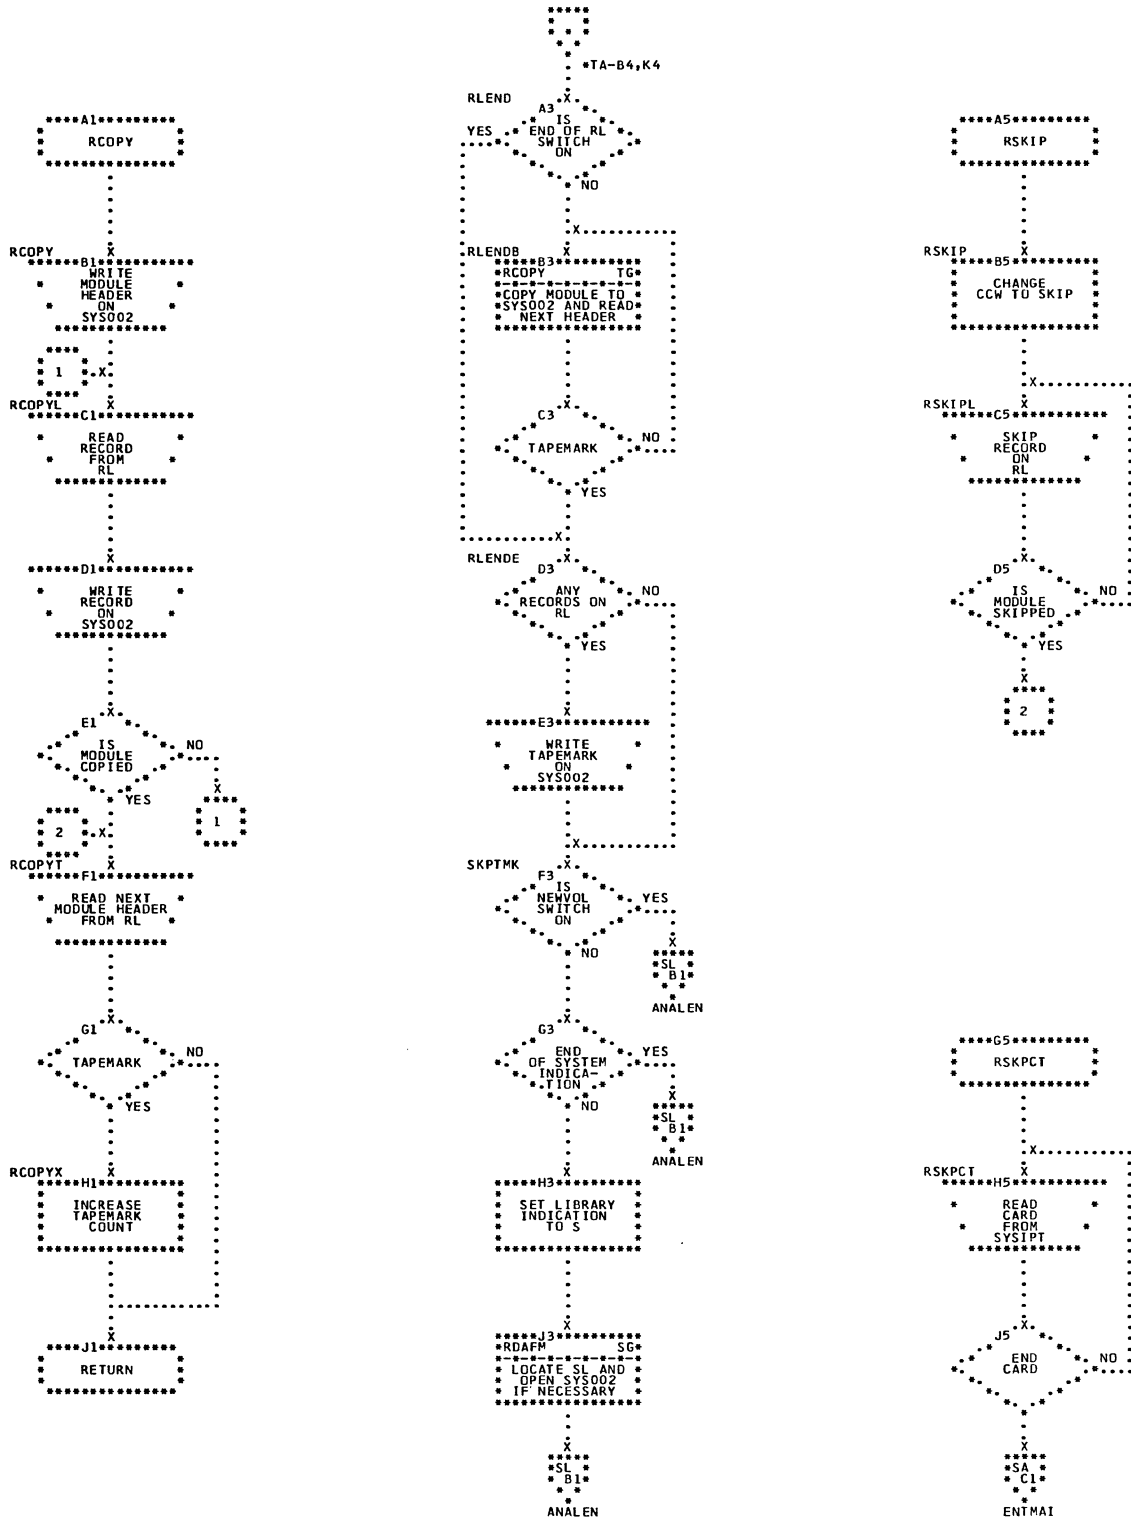 *TA-B4,K4
A1
RCOPY
RCOPY
B1
WRITE
MODULE
HEADER
ON
SYS002
1
RCOPYL
C1
READ
RECORD
FROM
RL
D1
WRITE
RECORD
ON
SYS002
E1
IS
MODULE
COPIED
NO
YES
1
2
RCOPYT
F1
READ NEXT
MODULE HEADER
FROM RL
G1
TAPEMARK
NO
YES
RCOPYX
H1
INCREASE
TAPEMARK
COUNT
J1
RETURN
RLEND
A3
IS
END OF RL
SWITCH
ON
YES
NO
RLENDB
B3
RCOPY TG
COPY MODULE TO
SYS002 AND READ
NEXT HEADER
C3
TAPEMARK
NO
YES
RLENDE
D3
ANY
RECORDS ON
RL
NO
YES
E3
WRITE
TAPEMARK
ON
SYS002
SKPTMK
F3
IS
NEWVOL
SWITCH
ON
YES
NO
SL
B1
ANALEN
G3
END
OF SYSTEM
INDICA-
TION
YES
NO
SL
B1
ANALEN
H3
SET LIBRARY
INDICATION
TO S
J3
RDAFM SG
LOCATE SL AND
OPEN SYS002
IF NECESSARY
SL
B1
ANALEN
A5
RSKIP
RSKIP
B5
CHANGE
CCW TO SKIP
RSKIPL
C5
SKIP
RECORD
ON
RL
D5
IS
MODULE
SKIPPED
NO
YES
2
G5
RSKPCT
RSKPCT
H5
READ
CARD
FROM
SYSIPT
J5
END
CARD
NO
SA
C1
ENTMAI